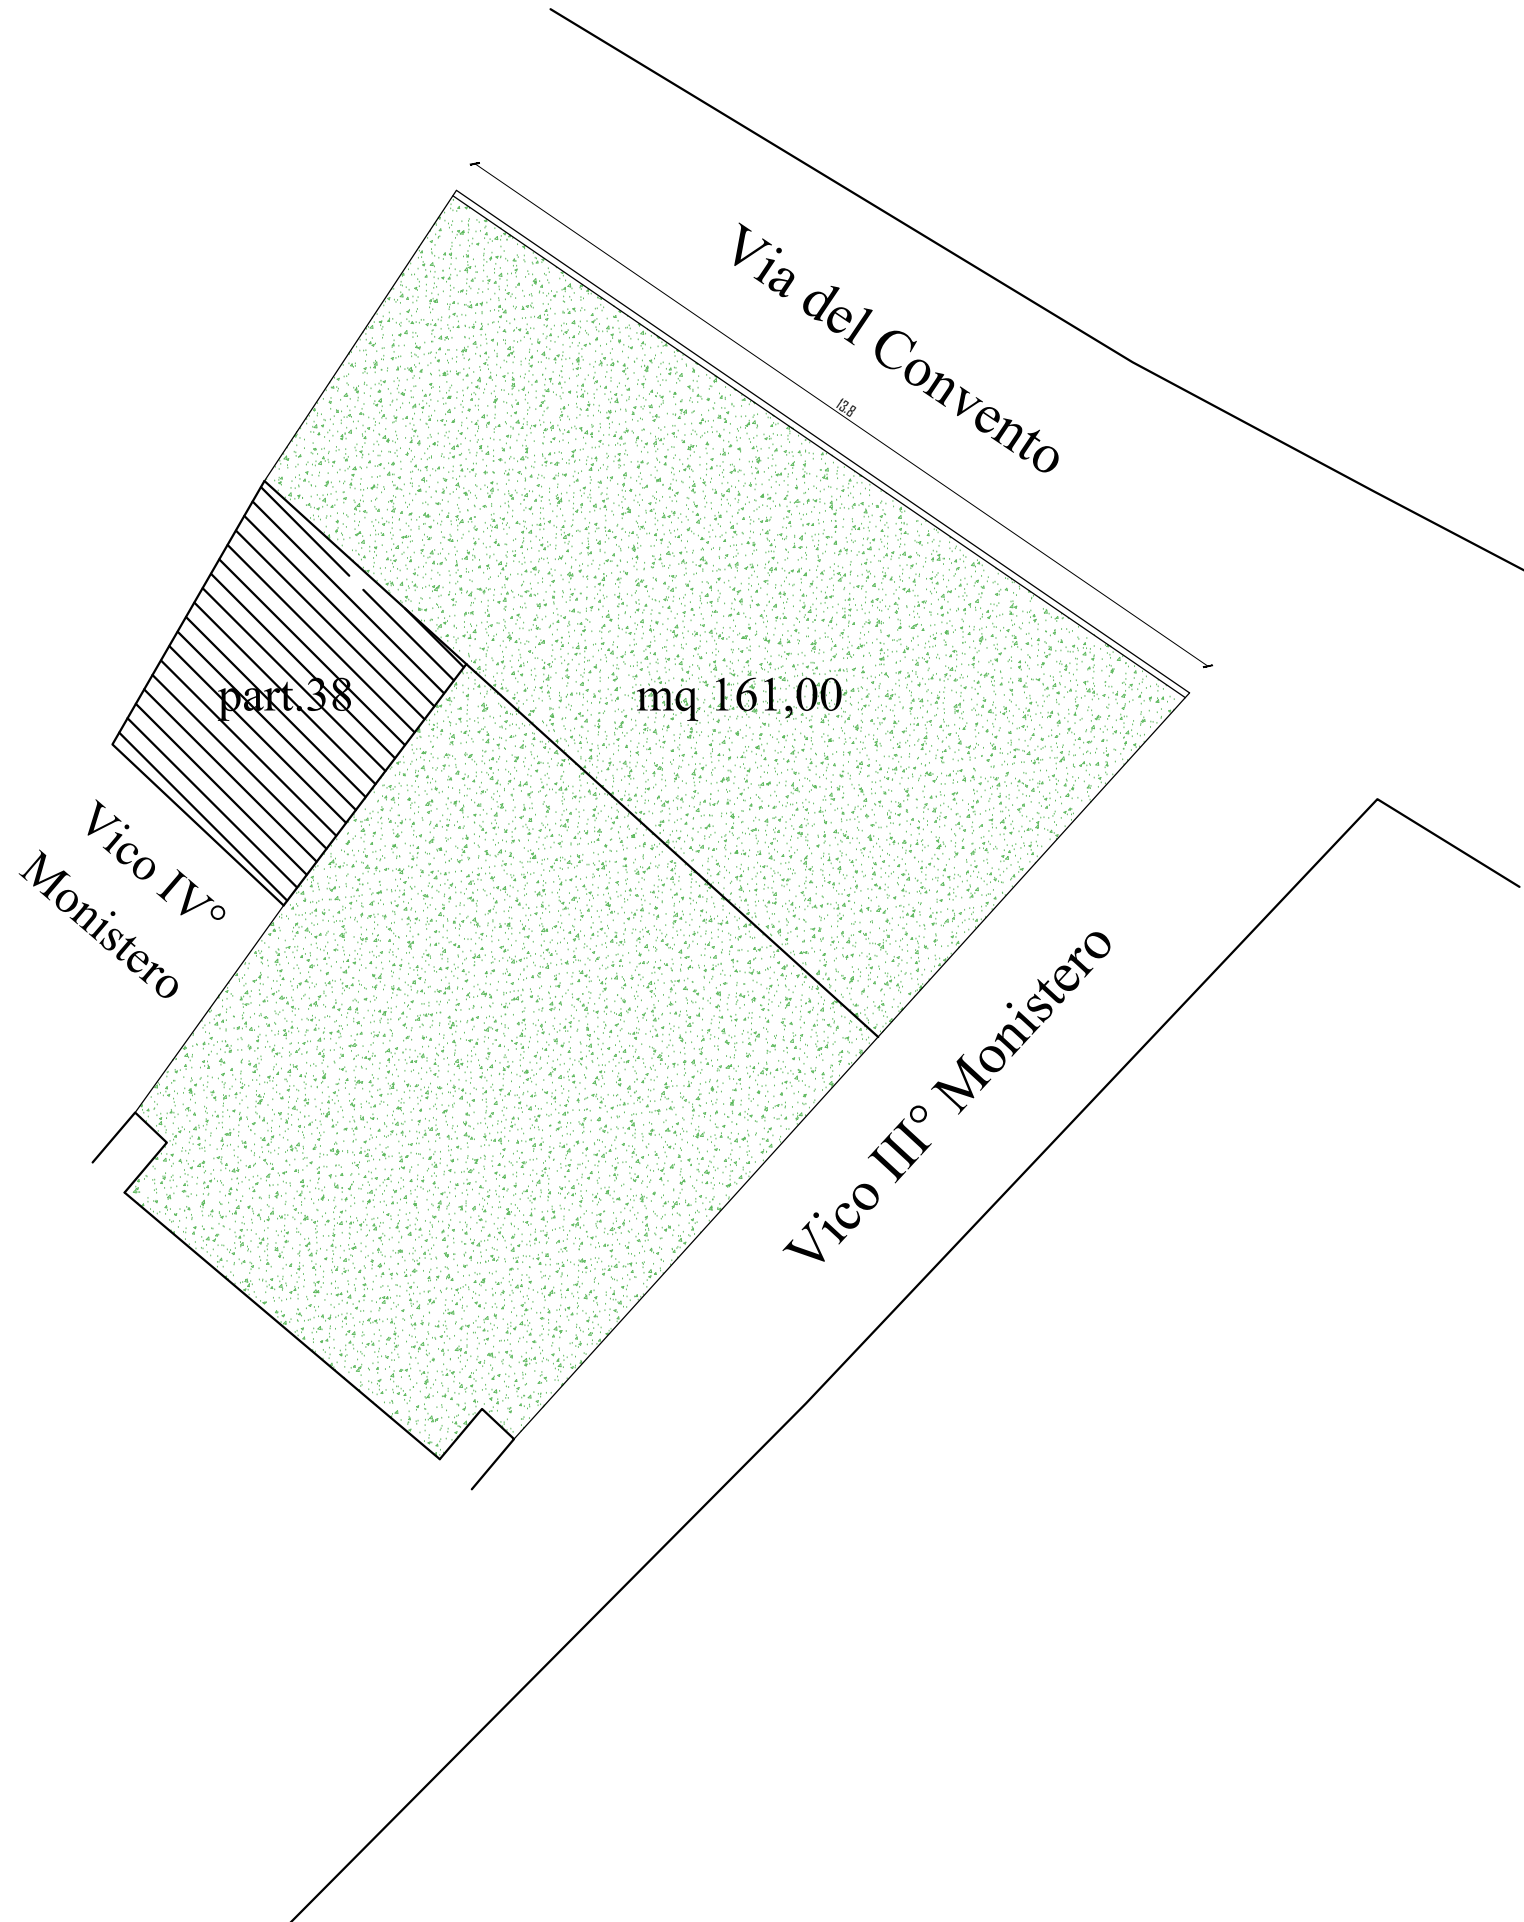 Via del Convento
13.8
part.38
mq 161,00
Vico IV°
Monistero
Vico III° Monistero